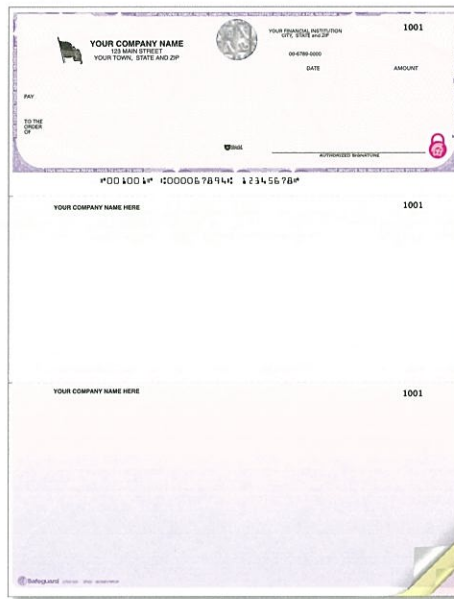 1001
YOUR COMPANY NAME
123 MAIN STREET
YOUR TOWN, STATE AND ZIP
YOUR FINANCIAL INSTITUTION
CITY, STATE and ZIP
00-6789-0000
DATE AMOUNT
PAY
TO THE
ORDER
OF
AUTHORIZED SIGNATURE
⑈001001⑈ ⑆000067894⑆ 12345678⑈
YOUR COMPANY NAME HERE 1001
YOUR COMPANY NAME HERE 1001
Safeguard